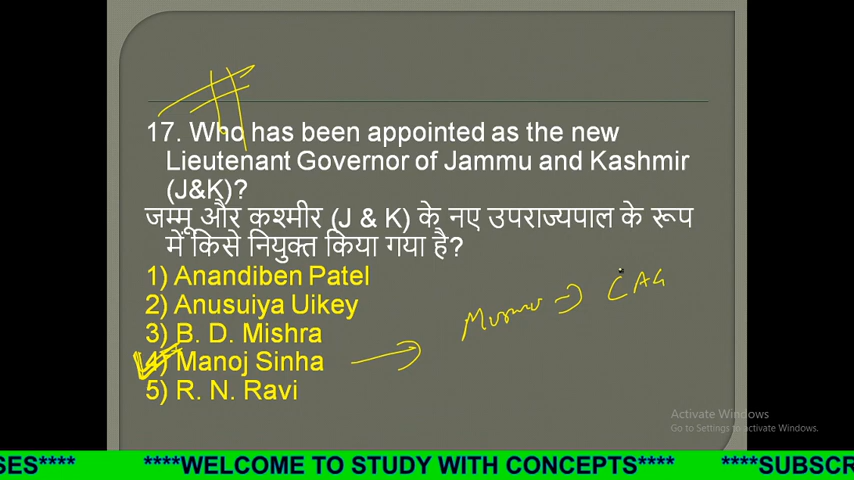 17. Who has been appointed as the new
Lieutenant Governor of Jammu and Kashmir
(J&K)?
जम्मू और कश्मीर (J & K) के नए उपराज्यपाल के रूप
में किसे नियुक्त किया गया है?
1) Anandiben Patel
2) Anusuiya Uikey
3) B. D. Mishra
4) Manoj Sinha
5) R. N. Ravi
Murmu => CAG
Activate Windows
Go to Settings to activate Windows.
SES**** ****WELCOME TO STUDY WITH CONCEPTS**** ****SUBSCR